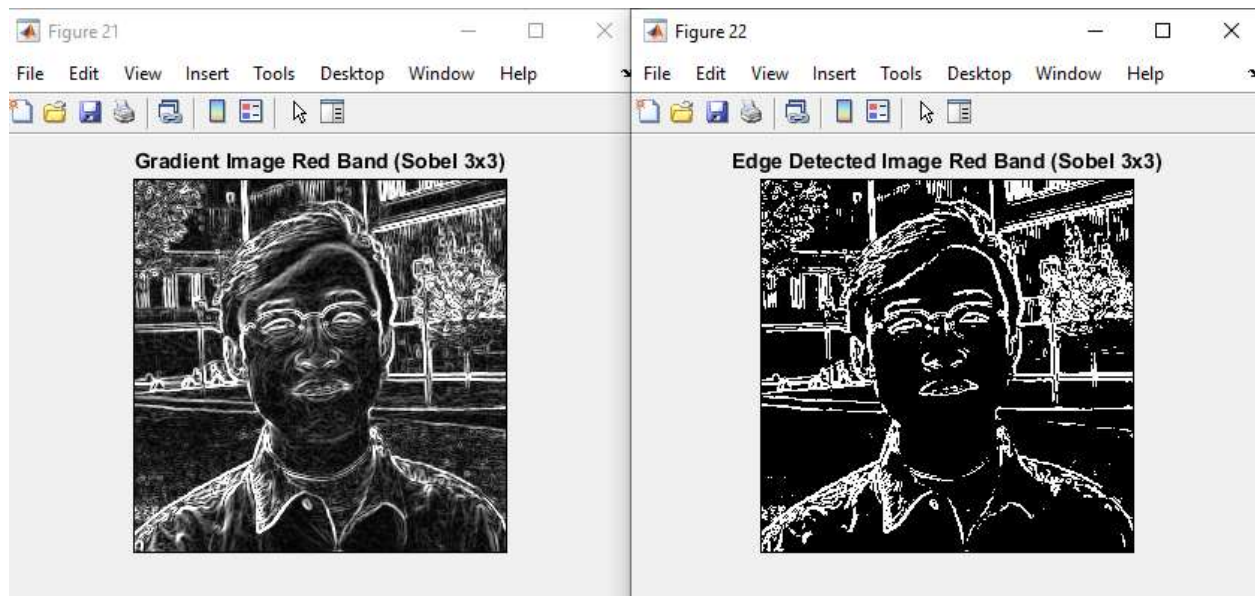 Figure 21
File Edit View Insert Tools Desktop Window Help
Gradient Image Red Band (Sobel 3x3)
Figure 22
File Edit View Insert Tools Desktop Window Help
Edge Detected Image Red Band (Sobel 3x3)